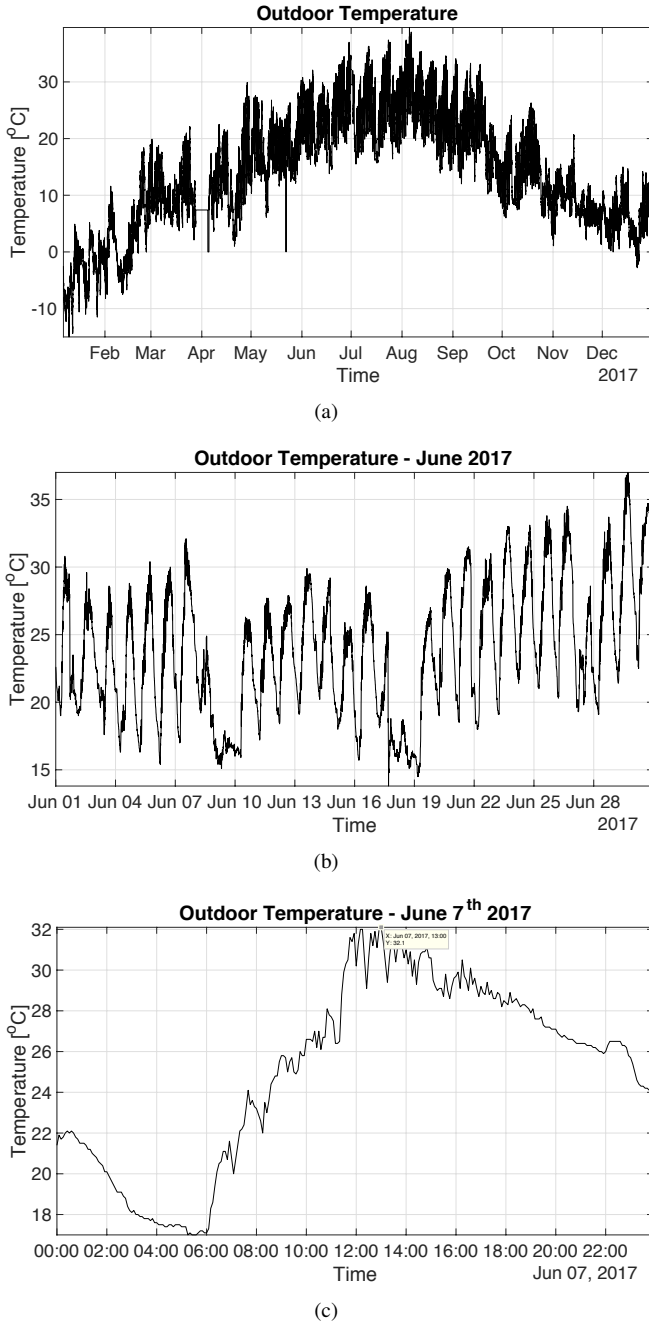 Outdoor Temperature
Temperature [°C]
30
20
10
0
-10
Feb Mar Apr May Jun Jul Aug Sep Oct Nov Dec
Time
2017
(a)
Outdoor Temperature - June 2017
Temperature [°C]
35
30
25
20
15
Jun 01 Jun 04 Jun 07 Jun 10 Jun 13 Jun 16 Jun 19 Jun 22 Jun 25 Jun 28
Time
2017
(b)
Outdoor Temperature - June 7th 2017
Temperature [°C]
32
30
28
26
24
22
20
18
X: Jun 07, 2017, 13:00
Y: 32.1
00:00 02:00 04:00 06:00 08:00 10:00 12:00 14:00 16:00 18:00 20:00 22:00
Time
Jun 07, 2017
(c)